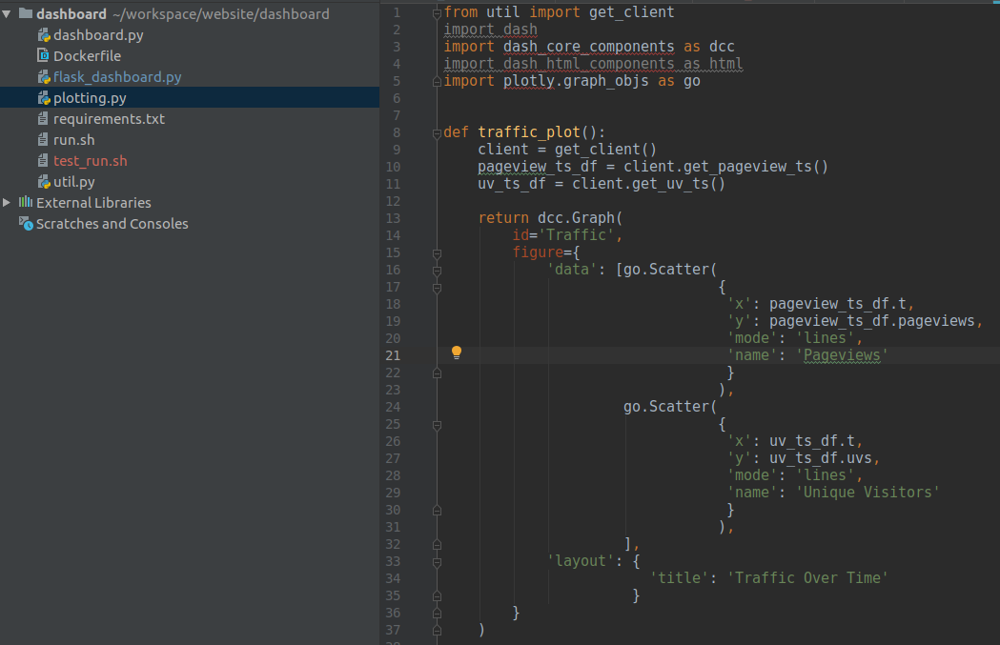 dashboard ~/workspace/website/dashboard
dashboard.py
Dockerfile
flask_dashboard.py
plotting.py
requirements.txt
run.sh
test_run.sh
util.py
External Libraries
Scratches and Consoles
1 from util import get_client
2 import dash
3 import dash_core_components as dcc
4 import dash_html_components as html
5 import plotly.graph_objs as go
6
7
8 def traffic_plot():
9 client = get_client()
10 pageview_ts_df = client.get_pageview_ts()
11 uv_ts_df = client.get_uv_ts()
12
13 return dcc.Graph(
14 id='Traffic',
15 figure={
16 'data': [go.Scatter(
17 {
18 'x': pageview_ts_df.t,
19 'y': pageview_ts_df.pageviews,
20 'mode': 'lines',
21 'name': 'Pageviews'
22 }
23 ),
24 go.Scatter(
25 {
26 'x': uv_ts_df.t,
27 'y': uv_ts_df.uvs,
28 'mode': 'lines',
29 'name': 'Unique Visitors'
30 }
31 ),
32 ],
33 'layout': {
34 'title': 'Traffic Over Time'
35 }
36 }
37 )